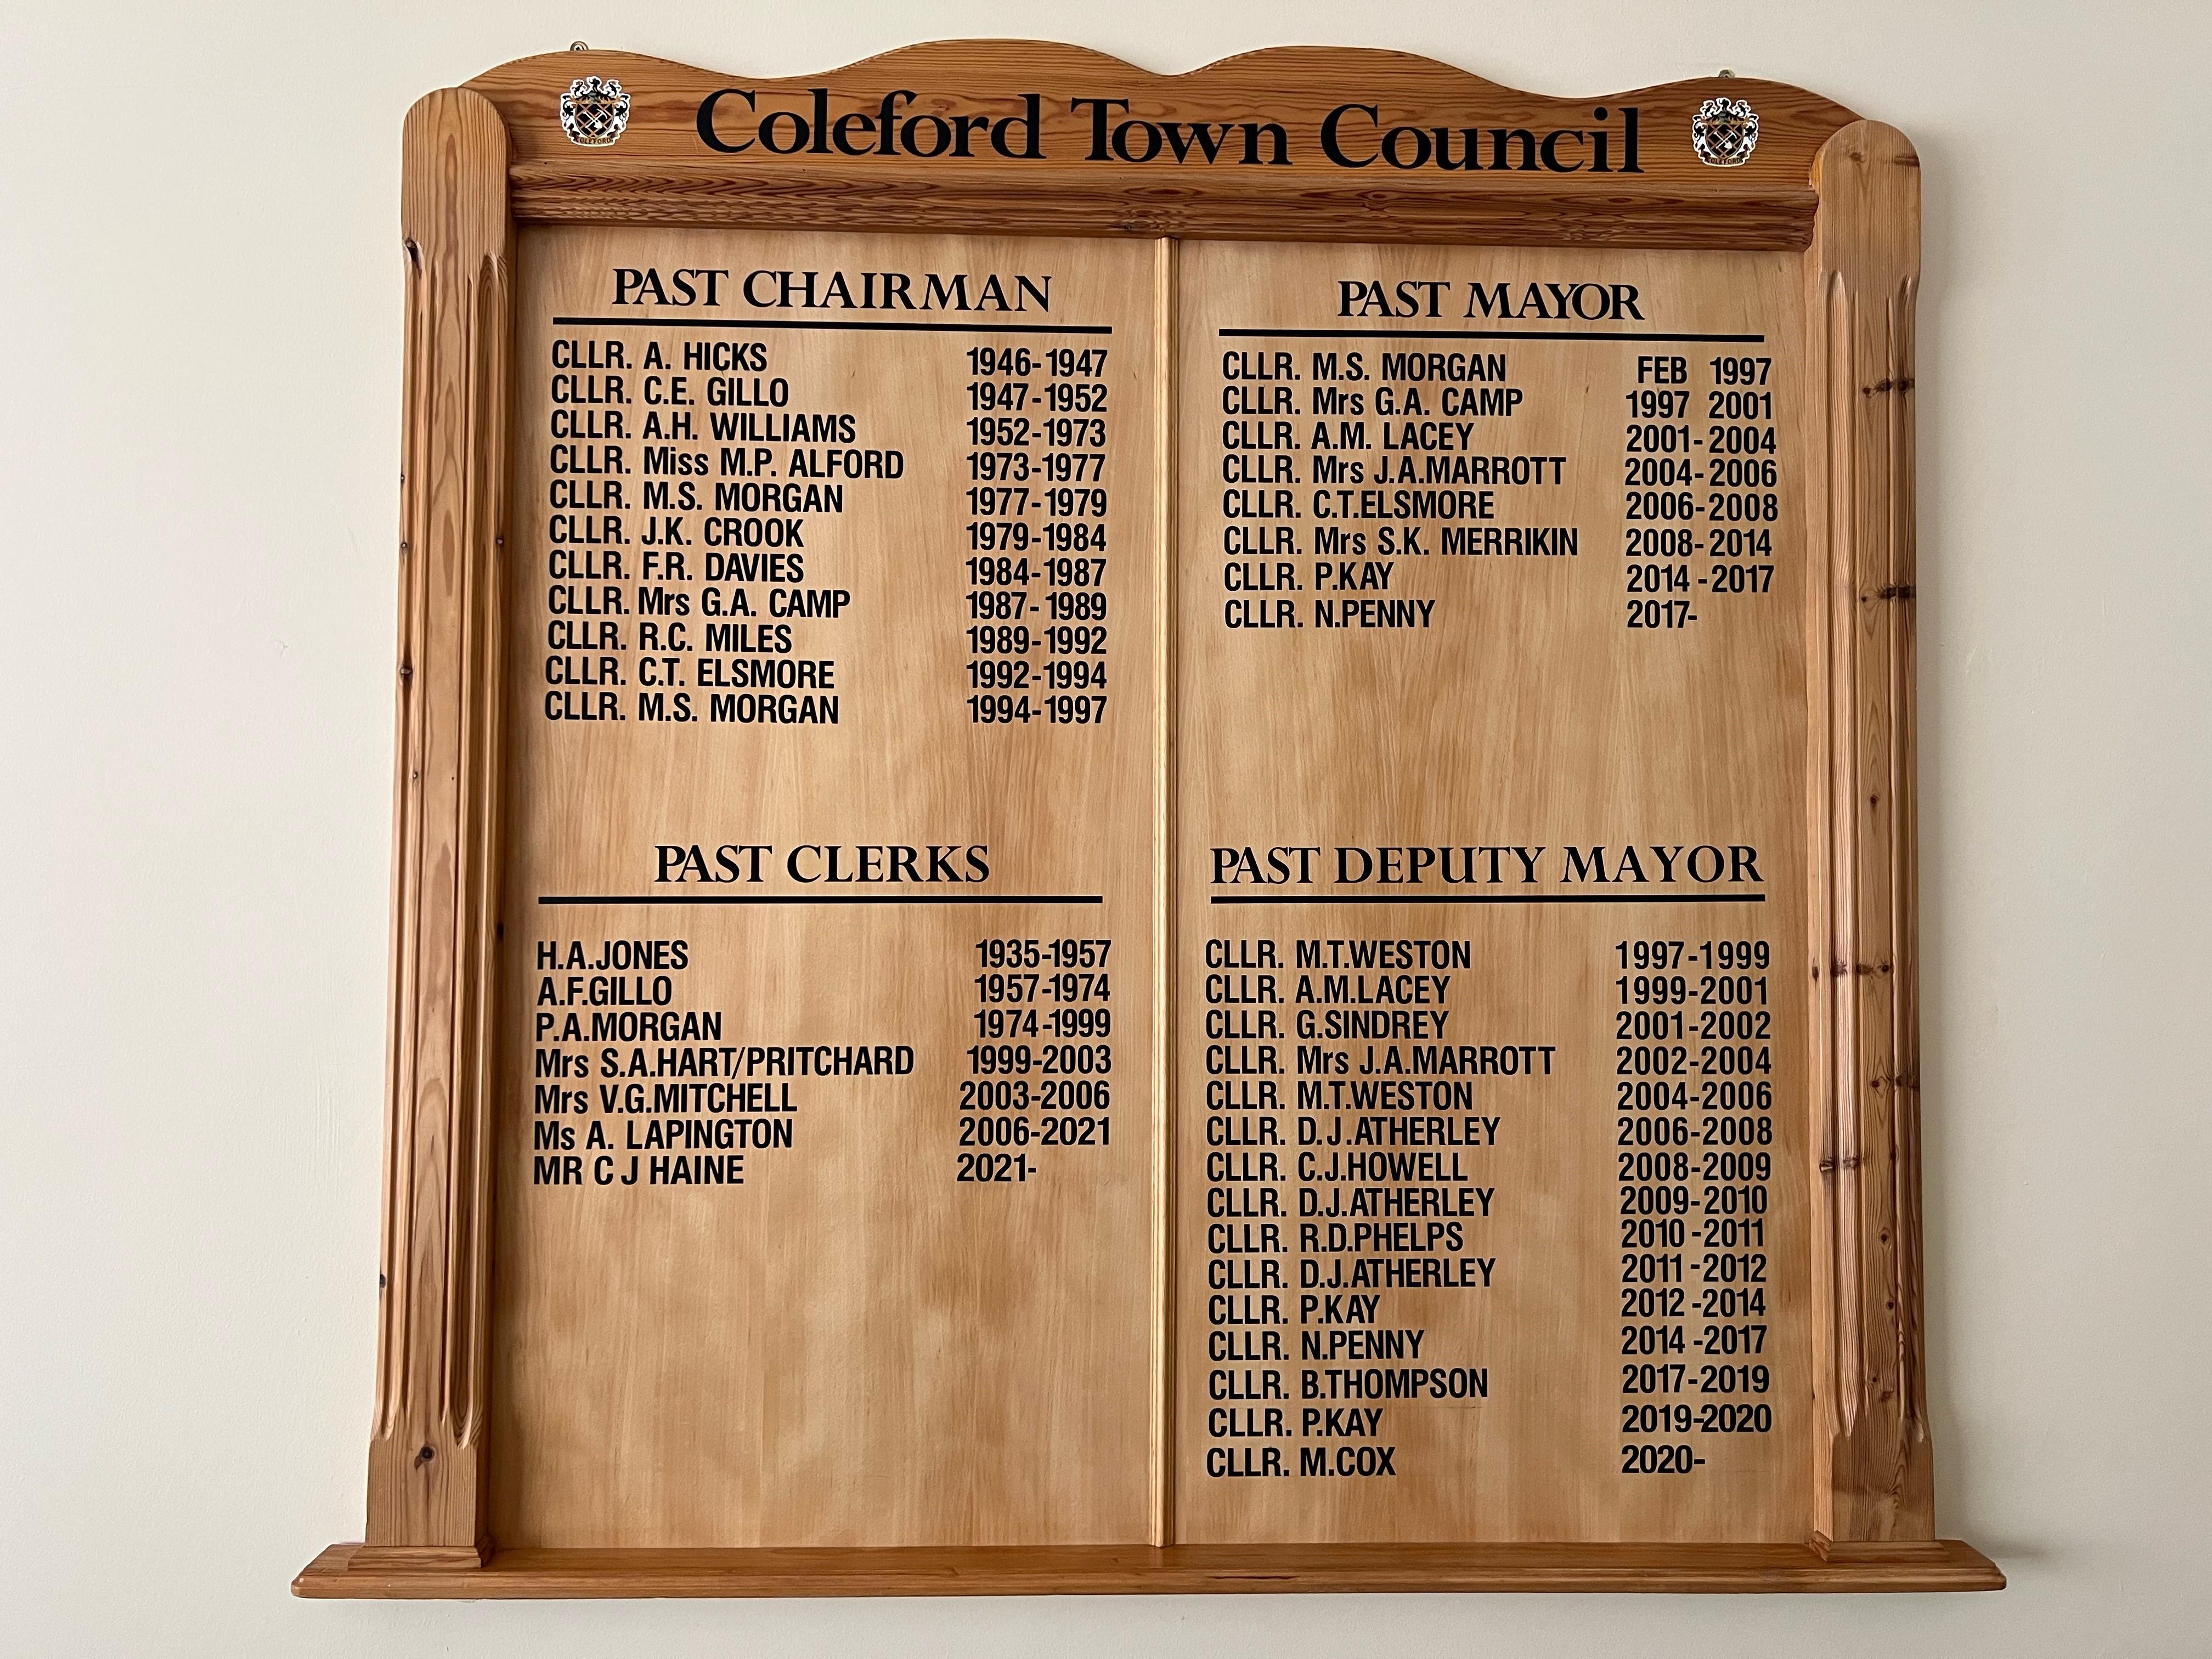 Coleford Town Council
COLEFORD
COLEFORD
PAST CHAIRMAN
CLLR. A. HICKS 1946-1947
CLLR. C.E. GILLO 1947-1952
CLLR. A.H. WILLIAMS 1952-1973
CLLR. Miss M.P. ALFORD 1973-1977
CLLR. M.S. MORGAN 1977-1979
CLLR. J.K. CROOK 1979-1984
CLLR. F.R. DAVIES 1984-1987
CLLR. Mrs G.A. CAMP 1987-1989
CLLR. R.C. MILES 1989-1992
CLLR. C.T. ELSMORE 1992-1994
CLLR. M.S. MORGAN 1994-1997
PAST MAYOR
CLLR. M.S. MORGAN FEB 1997
CLLR. Mrs G.A. CAMP 1997 2001
CLLR. A.M. LACEY 2001-2004
CLLR. Mrs J.A.MARROTT 2004-2006
CLLR. C.T.ELSMORE 2006-2008
CLLR. Mrs S.K. MERRIKIN 2008-2014
CLLR. P.KAY 2014-2017
CLLR. N.PENNY 2017-
PAST CLERKS
H.A.JONES 1935-1957
A.F.GILLO 1957-1974
P.A.MORGAN 1974-1999
Mrs S.A.HART/PRITCHARD 1999-2003
Mrs V.G.MITCHELL 2003-2006
Ms A. LAPINGTON 2006-2021
MR C J HAINE 2021-
PAST DEPUTY MAYOR
CLLR. M.T.WESTON 1997-1999
CLLR. A.M.LACEY 1999-2001
CLLR. G.SINDREY 2001-2002
CLLR. Mrs J.A.MARROTT 2002-2004
CLLR. M.T.WESTON 2004-2006
CLLR. D.J.ATHERLEY 2006-2008
CLLR. C.J.HOWELL 2008-2009
CLLR. D.J.ATHERLEY 2009-2010
CLLR. R.D.PHELPS 2010-2011
CLLR. D.J.ATHERLEY 2011-2012
CLLR. P.KAY 2012-2014
CLLR. N.PENNY 2014-2017
CLLR. B.THOMPSON 2017-2019
CLLR. P.KAY 2019-2020
CLLR. M.COX 2020-